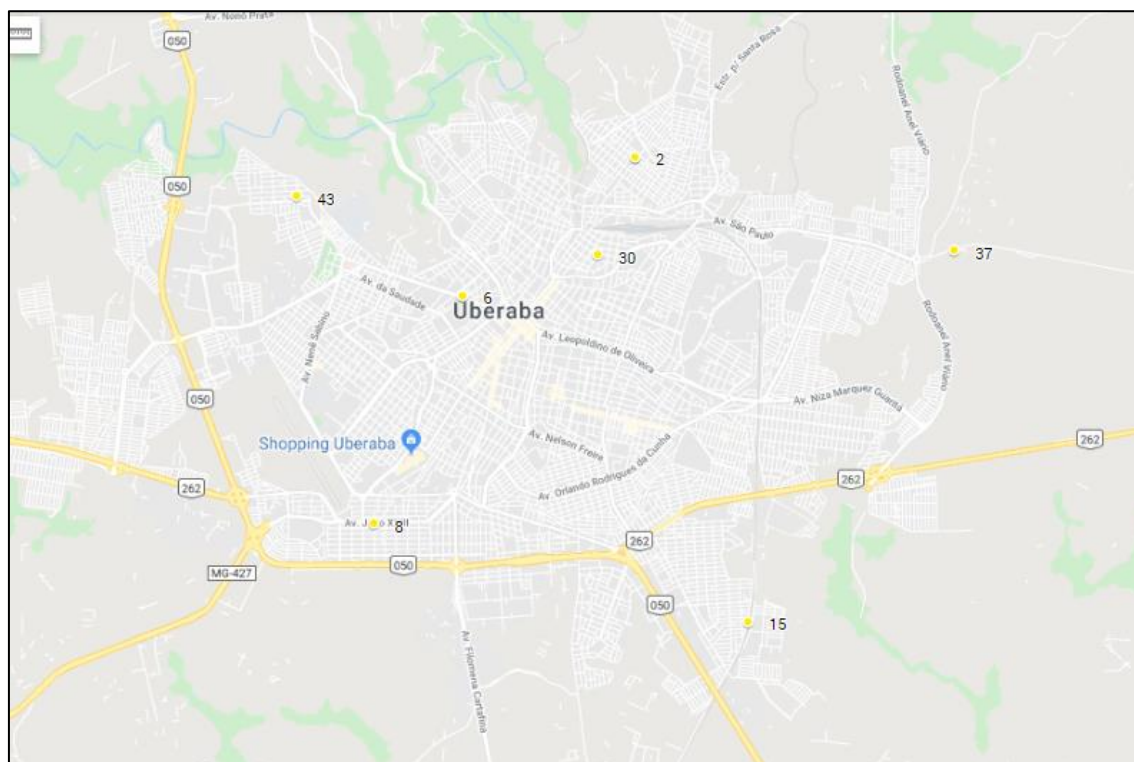 Av. Nenê Prata
050
Estr. p/ Santa Rosa
Rodoanel Anel Viário
2
050
43
Av. São Paulo
30
37
6
Av. da Saudade
Uberaba
Rodoanel Anel Viário
Av. Leopoldino de Oliveira
Av. Nenê Sabino
050
Av. Niza Marquez Guaritá
Shopping Uberaba
Av. Nelson Freire
262
Av. Orlando Rodrigues da Cunha
262
262
Av. J
8
262
050
MG-427
050
15
Av. Filomena Cartafina